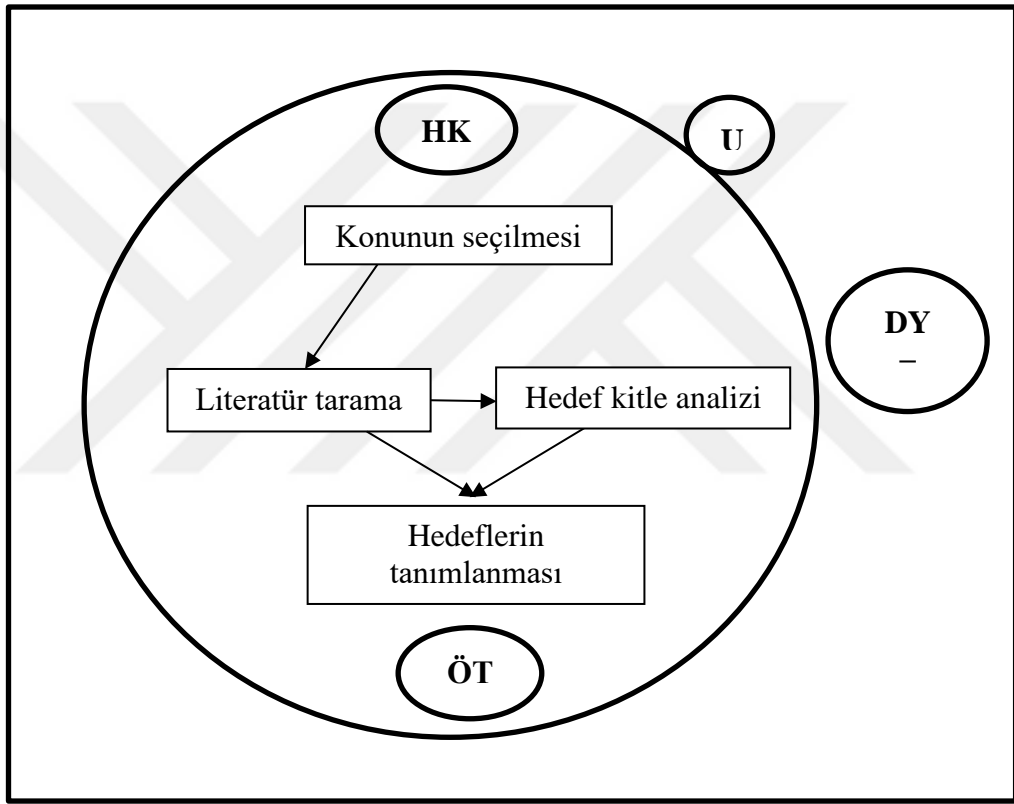 HK
U
Konunun seçilmesi
DY
–
Literatür tarama
Hedef kitle analizi
Hedeflerin
tanımlanması
ÖT